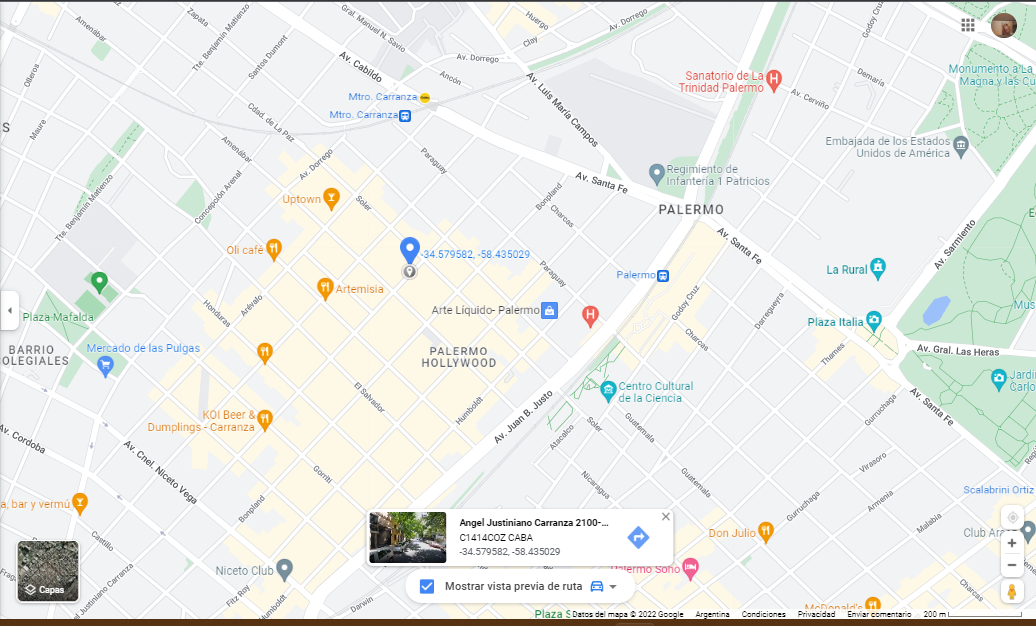 Zapata
Amenábar
Tte. Benjamín Matienzo
Gral. Manuel N. Savio
Huergo
Clay
Av. Dorrego
Godoy Cruz
Olleros
Santos Dumont
Av. Cabildo
Av. Dorrego
Ancón
Av. Luis María Campos
Sanatorio de La
Trinidad Palermo
Demaría
Monumento a La
Magna y las Cu
Mtro. Carranza
Mtro. Carranza
Av. Cerviño
S
Maure
Cdad. de La Paz
Amenábar
Av. Dorrego
Paraguay
Embajada de los Estados
Unidos de América
Concepción Arenal
Tte. Benjamín Matienzo
Soler
Uptown
Bonpland
Charcas
Av. Santa Fe
Regimiento de
Infantería 1 Patricios
PALERMO
Av. Santa Fe
Av. Sarmiento
Oli café
-34.579582, -58.435029
Paraguay
Palermo
La Rural
Artemisia
Arévalo
Honduras
Plaza Mafalda
Arte Líquido- Palermo
Godoy Cruz
Darregueyra
Mus
Plaza Italia
BARRIO
OLEGIALES
Mercado de las Pulgas
PALERMO
HOLLYWOOD
Charcas
Thames
Av. Gral. Las Heras
El Salvador
Humboldt
Av. Juan B. Justo
Centro Cultural
de la Ciencia
Jardí
Carlo
Av. Santa Fe
KOI Beer &
Dumplings - Carranza
Atacalco
Soler
Guatemala
Gurruchaga
Av. Cordoba
Av. Cnel. Niceto Vega
Gorriti
Nicaragua
Guatemala
Virasoro
Scalabrini Ortiz
a, bar y vermú
Bonpland
Gurruchaga
Armenia
Malabia
Castillo
Don Julio
Club Ara
Angel Justiniano Carranza 2100-...
C1414COZ CABA
-34.579582, -58.435029
Niceto Club
Palermo Soho
Capas
Fitz Roy
Mostrar vista previa de ruta
Darwin
Justiniano Carranza
McDonald's
Plaza S
Datos del mapa © 2022 Google
Argentina
Condiciones
Privacidad
Enviar comentario
200 m